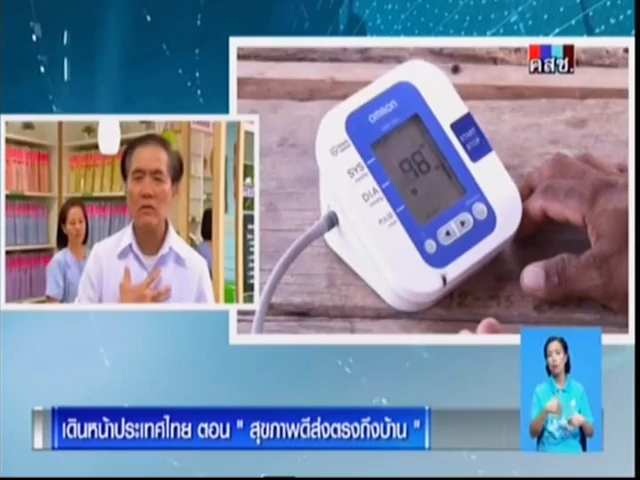 คสช.
OMRON
START
STOP
SYS
98
DIA
PULSE
เดินหน้าประเทศไทย ตอน " สุขภาพดีส่งตรงถึงบ้าน "